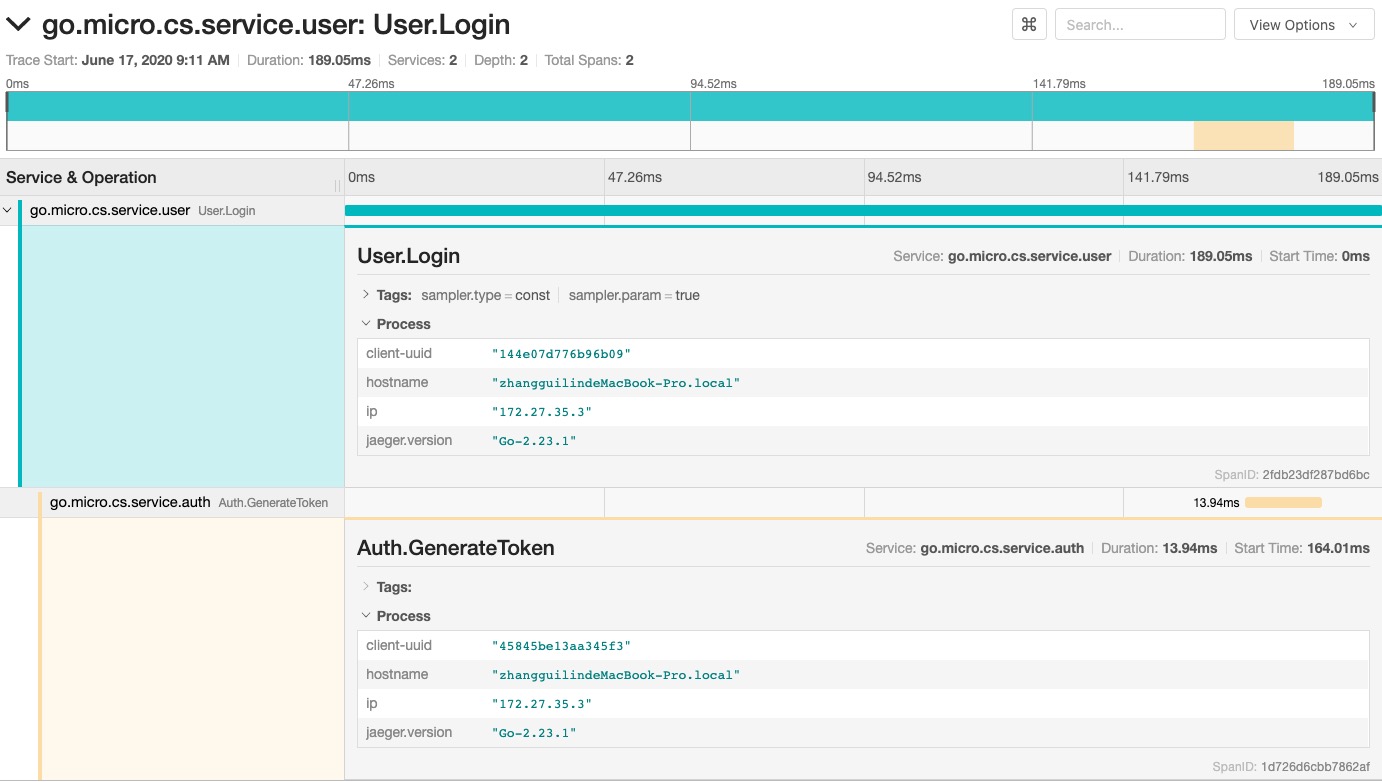 go.micro.cs.service.user: User.Login
⌘ Search... View Options
Trace Start: June 17, 2020 9:11 AM Duration: 189.05ms Services: 2 Depth: 2 Total Spans: 2
0ms 47.26ms 94.52ms 141.79ms 189.05ms
Service & Operation 0ms 47.26ms 94.52ms 141.79ms 189.05ms
go.micro.cs.service.user User.Login
User.Login Service: go.micro.cs.service.user Duration: 189.05ms Start Time: 0ms
Tags: sampler.type = const sampler.param = true
Process
client-uuid "144e07d776b96b09"
hostname "zhangguilindeMacBook-Pro.local"
ip "172.27.35.3"
jaeger.version "Go-2.23.1"
SpanID: 2fdb23df287bd6bc
go.micro.cs.service.auth Auth.GenerateToken 13.94ms
Auth.GenerateToken Service: go.micro.cs.service.auth Duration: 13.94ms Start Time: 164.01ms
Tags:
Process
client-uuid "45845be13aa345f3"
hostname "zhangguilindeMacBook-Pro.local"
ip "172.27.35.3"
jaeger.version "Go-2.23.1"
SpanID: 1d726d6cbb7862af